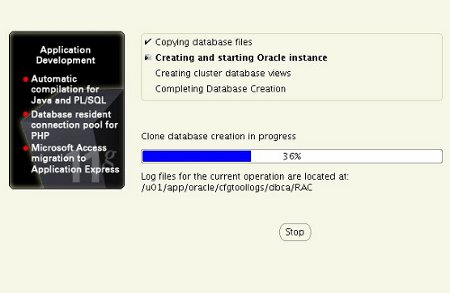 Application
Development
Automatic
compilation for
Java and PL/SQL
Database resident
connection pool for
PHP
Microsoft Access
migration to
Application Express
11g
Copying database files
Creating and starting Oracle instance
Creating cluster database views
Completing Database Creation
Clone database creation in progress
36%
Log files for the current operation are located at:
/u01/app/oracle/cfgtoollogs/dbca/RAC
Stop